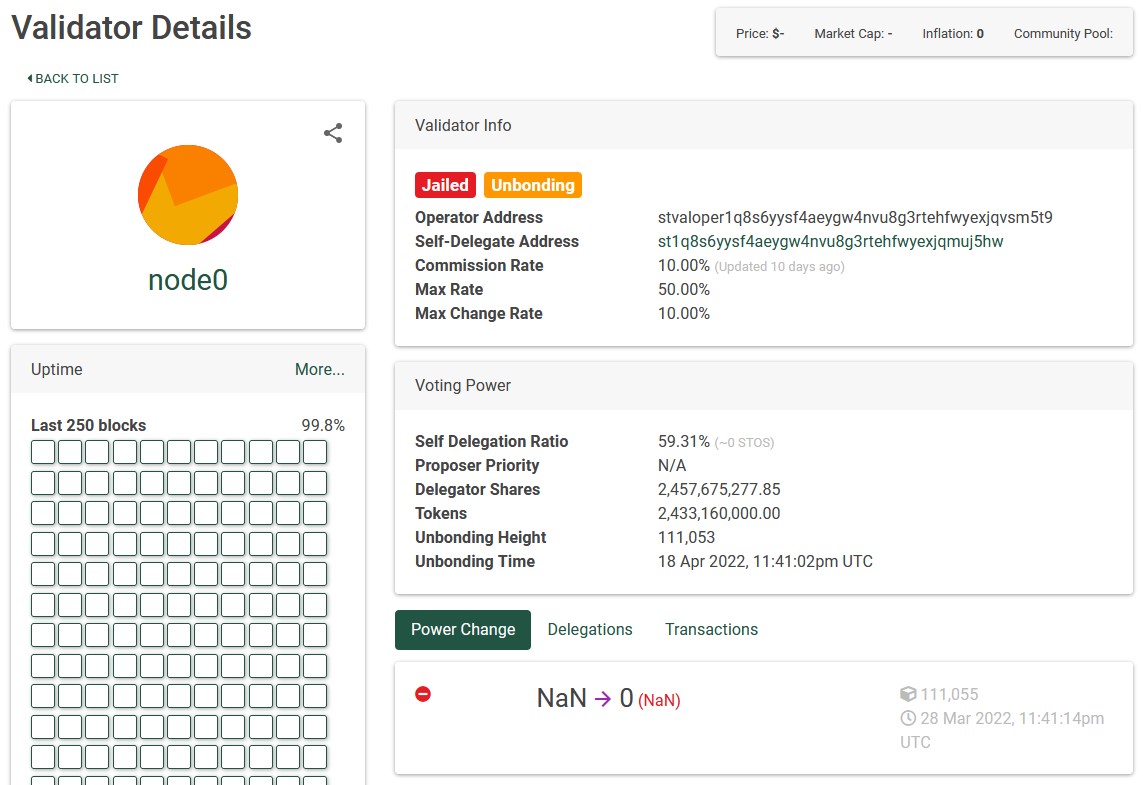 Validator Details
Price: $- Market Cap: - Inflation: 0 Community Pool:
BACK TO LIST
node0
Uptime More...
Last 250 blocks 99.8%
Validator Info
Jailed Unbonding
Operator Address stvaloper1q8s6yysf4aeygw4nvu8g3rtehfwyexjqvsm5t9
Self-Delegate Address st1q8s6yysf4aeygw4nvu8g3rtehfwyexjqmuj5hw
Commission Rate 10.00% (Updated 10 days ago)
Max Rate 50.00%
Max Change Rate 10.00%
Voting Power
Self Delegation Ratio 59.31% (~0 STOS)
Proposer Priority N/A
Delegator Shares 2,457,675,277.85
Tokens 2,433,160,000.00
Unbonding Height 111,053
Unbonding Time 18 Apr 2022, 11:41:02pm UTC
Power Change Delegations Transactions
NaN → 0 (NaN)
111,055
28 Mar 2022, 11:41:14pm
UTC